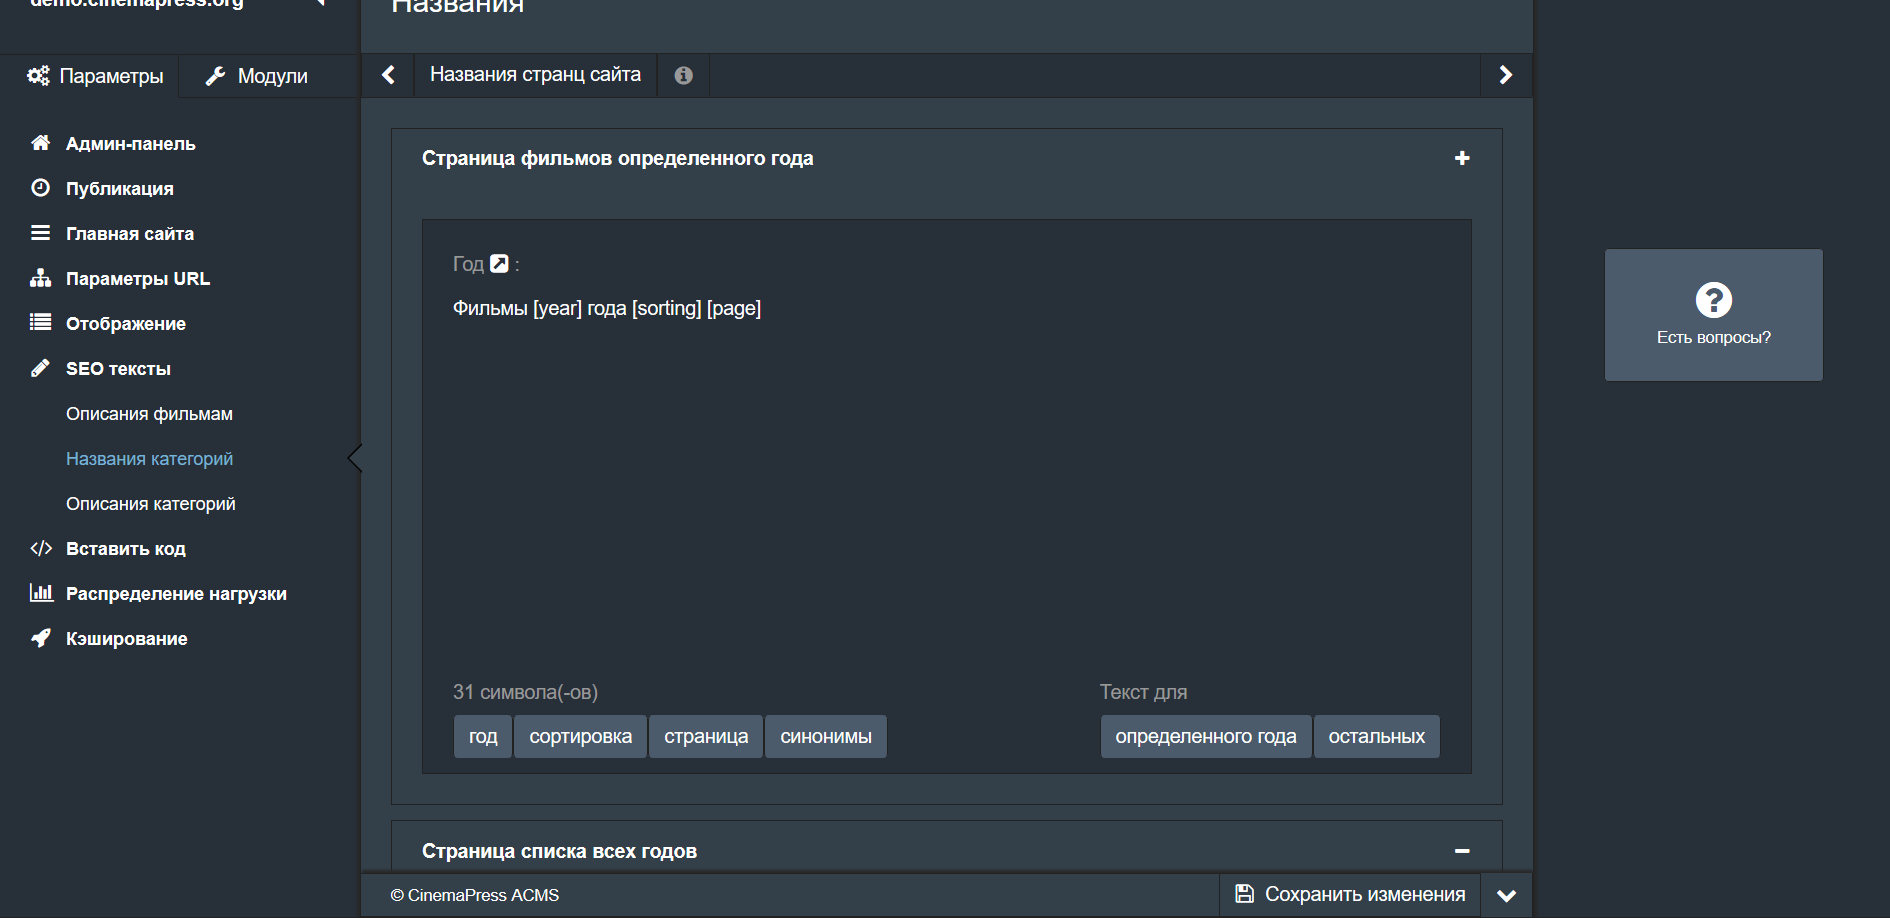 demo.cinemapress.org
Названия
Параметры
Модули
Названия странц сайта
Админ-панель
Публикация
Главная сайта
Параметры URL
Отображение
SEO тексты
Описания фильмам
Названия категорий
Описания категорий
Вставить код
Распределение нагрузки
Кэширование
Страница фильмов определенного года
Год :
Фильмы [year] года [sorting] [page]
31 символа(-ов)
Текст для
год
сортировка
страница
синонимы
определенного года
остальных
Страница списка всех годов
© CinemaPress ACMS
Сохранить изменения
Есть вопросы?